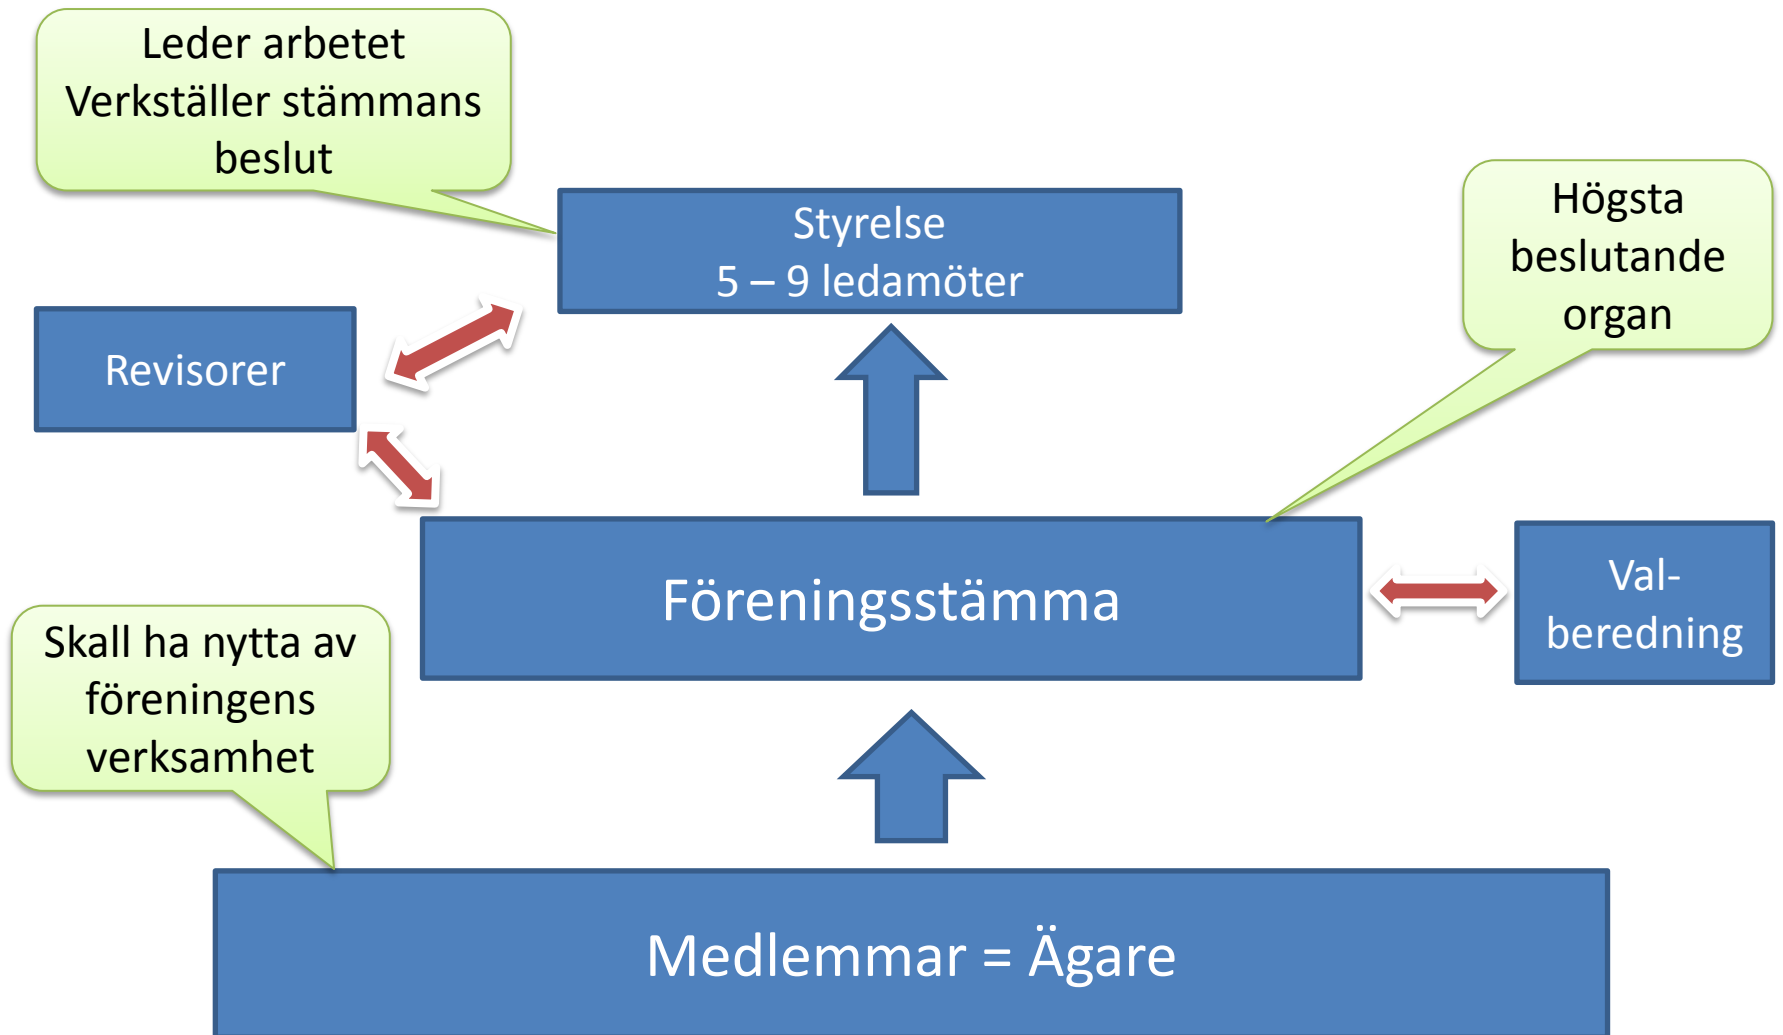 Leder arbetet
Verkställer stämmans
beslut
Högsta
beslutande
organ
Styrelse
5 – 9 ledamöter
Revisorer
Föreningsstämma
Val-
beredning
Skall ha nytta av
föreningens
verksamhet
Medlemmar = Ägare